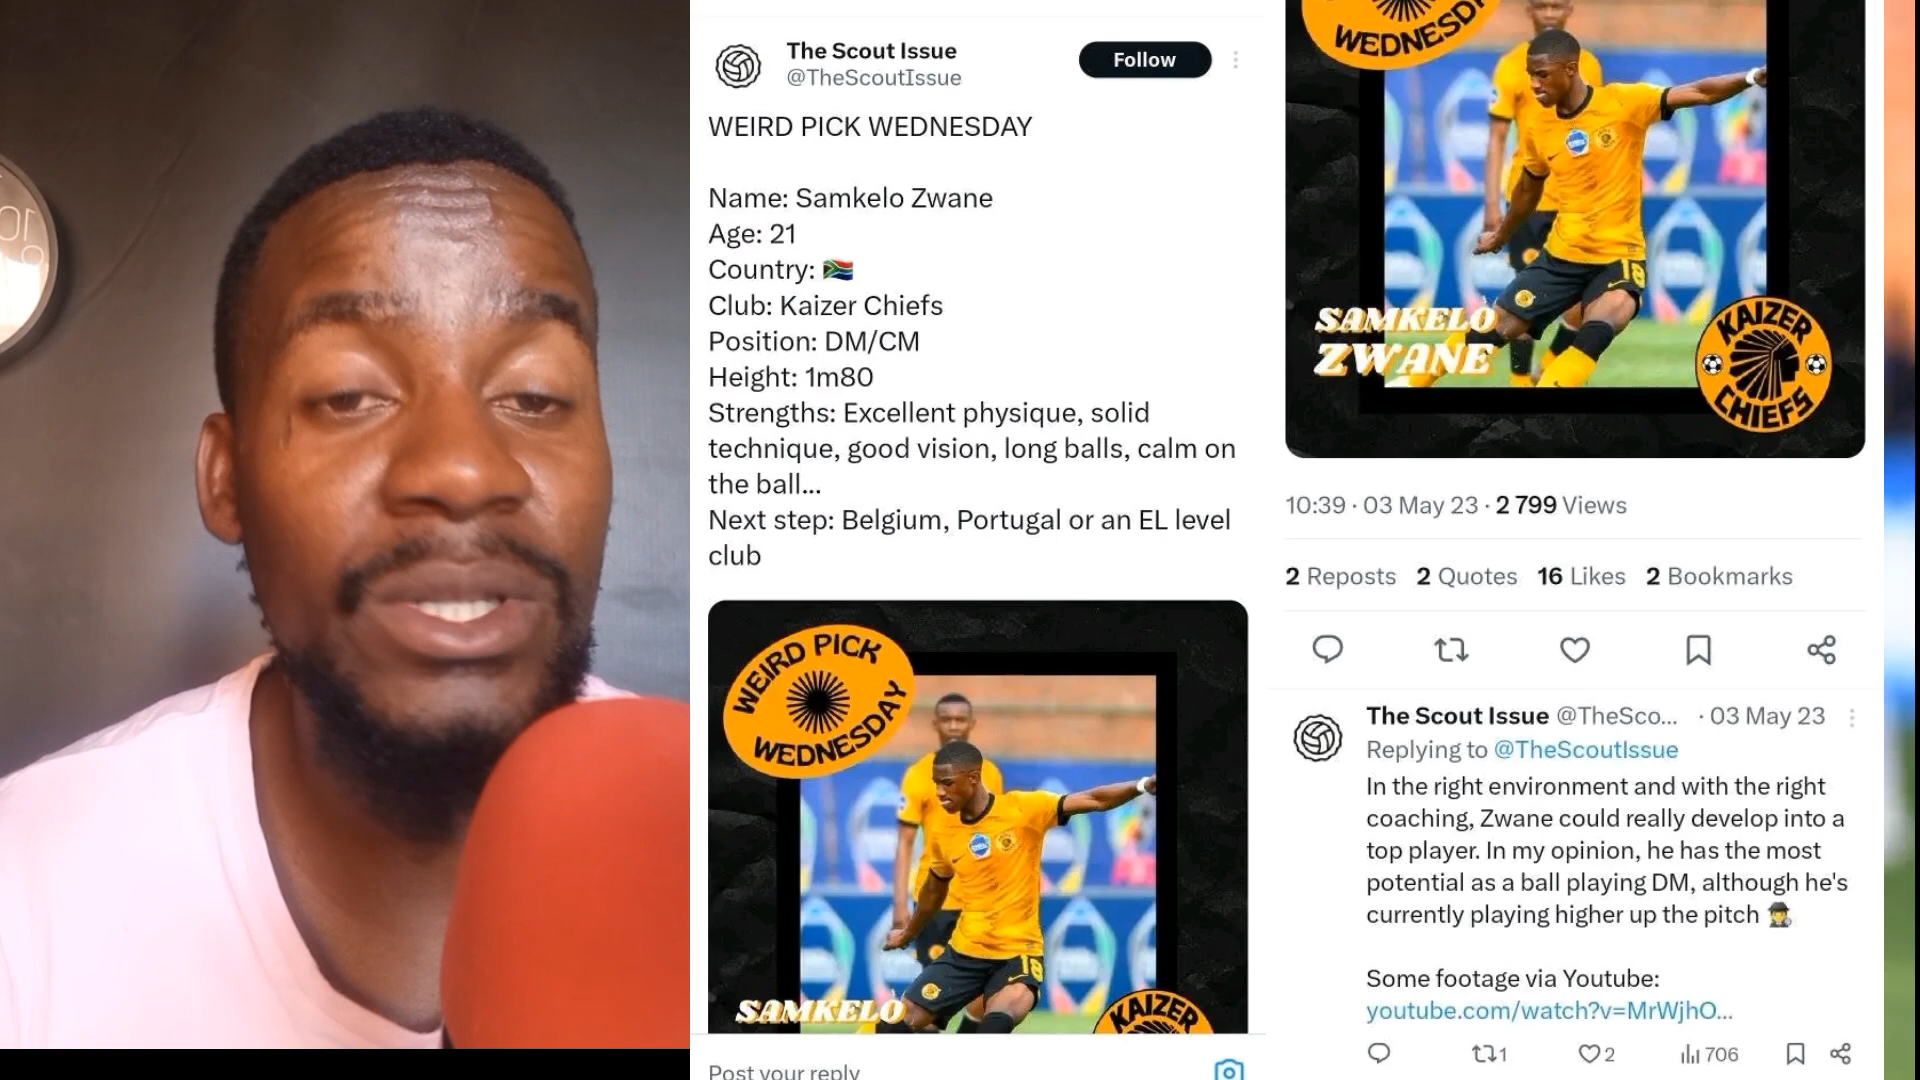 The Scout Issue
@TheScoutIssue
Follow
WEIRD PICK WEDNESDAY
Name: Samkelo Zwane
Age: 21
Country: 🇿🇦
Club: Kaizer Chiefs
Position: DM/CM
Height: 1m80
Strengths: Excellent physique, solid
technique, good vision, long balls, calm on
the ball...
Next step: Belgium, Portugal or an EL level
club
WEIRD PICK
WEDNESDAY
18
SAMKELO
KAIZER
Post your reply
WEDNESDAY
18
SAMKELO
ZWANE
KAIZER
CHIEFS
10:39 · 03 May 23 · 2 799 Views
2 Reposts 2 Quotes 16 Likes 2 Bookmarks
The Scout Issue @TheSco... · 03 May 23
Replying to @TheScoutIssue
In the right environment and with the right
coaching, Zwane could really develop into a
top player. In my opinion, he has the most
potential as a ball playing DM, although he's
currently playing higher up the pitch 🕵️
Some footage via Youtube:
youtube.com/watch?v=MrWjhO...
1
2
706